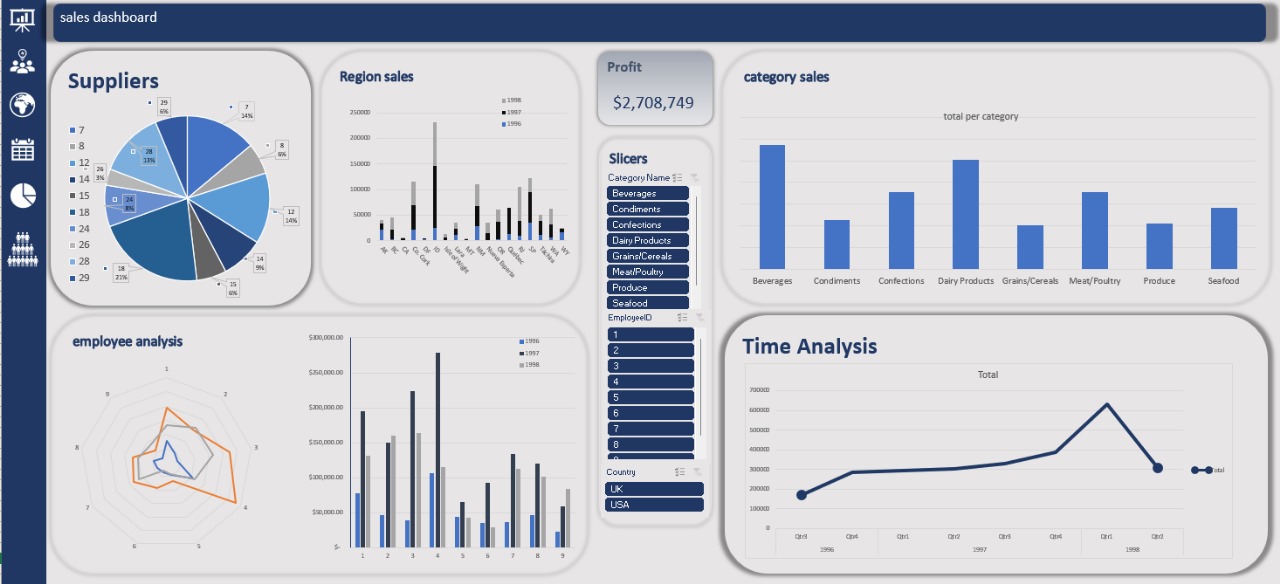 sales dashboard
Suppliers
7
8
12
14
15
18
24
26
28
29
29
6%
7
14%
8
6%
12
14%
14
9%
15
6%
18
21%
24
8%
26
3%
28
13%
Region sales
1998
1997
1996
250000
200000
150000
100000
50000
0
AK
BC
CA
Co. Cork
DF
ID
Isle of Wight
Lara
MT
NM
Nueva Esparta
OR
Québec
RJ
SP
Táchira
WA
WY
Profit
$2,708,749
Slicers
Category Name
Beverages
Condiments
Confections
Dairy Products
Grains/Cereals
Meat/Poultry
Produce
Seafood
EmployeeID
1
2
3
4
5
6
7
8
Country
UK
USA
category sales
total per category
Beverages Condiments Confections Dairy Products Grains/Cereals Meat/Poultry Produce Seafood
employee analysis
1
2
3
4
5
6
7
8
9
$300,000.00
$250,000.00
$200,000.00
$150,000.00
$100,000.00
$50,000.00
$-
1996
1997
1998
1 2 3 4 5 6 7 8 9
Time Analysis
Total
700000
600000
500000
400000
300000
200000
100000
0
Qtr3 Qtr4 Qtr1 Qtr2 Qtr3 Qtr4 Qtr1 Qtr2
1996 1997 1998
Total